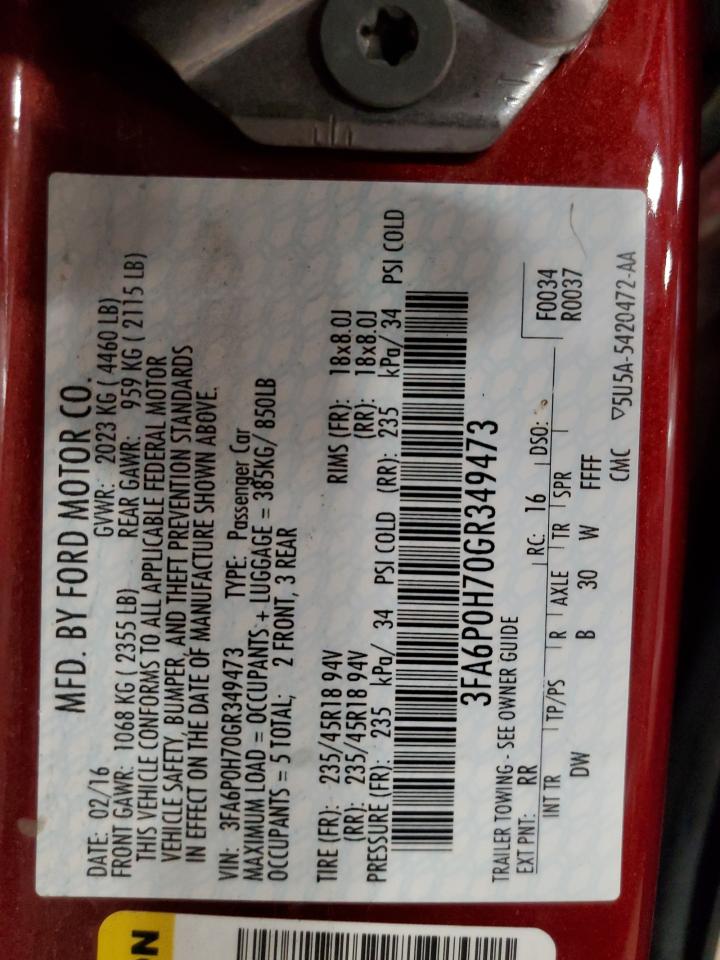 MFD. BY FORD MOTOR CO.
DATE: 02/16 GVWR: 2023 KG ( 4460 LB)
FRONT GAWR: 1068 KG ( 2355 LB) REAR GAWR: 959 KG ( 2115 LB)
THIS VEHICLE CONFORMS TO ALL APPLICABLE FEDERAL MOTOR
VEHICLE SAFETY, BUMPER, AND THEFT PREVENTION STANDARDS
IN EFFECT ON THE DATE OF MANUFACTURE SHOWN ABOVE.
VIN: 3FA6P0H70GR349473 TYPE: Passenger Car
MAXIMUM LOAD = OCCUPANTS + LUGGAGE = 385KG/ 850LB
OCCUPANTS = 5 TOTAL; 2 FRONT, 3 REAR
TIRE (FR): 235/45R18 94V RIMS (FR): 18x8.0J
(RR): 235/45R18 94V (RR): 18x8.0J
PRESSURE (FR): 235 kPa/ 34 PSI COLD (RR): 235 kPa/ 34 PSI COLD
3FA6P0H70GR349473
TRAILER TOWING - SEE OWNER GUIDE
EXT PNT: RR RC: 16 DSO: F0034
R0037
INT TR TP/PS R AXLE TR SPR
DW B 30 W FFFF
CMC ▽5U5A-5420472-AA